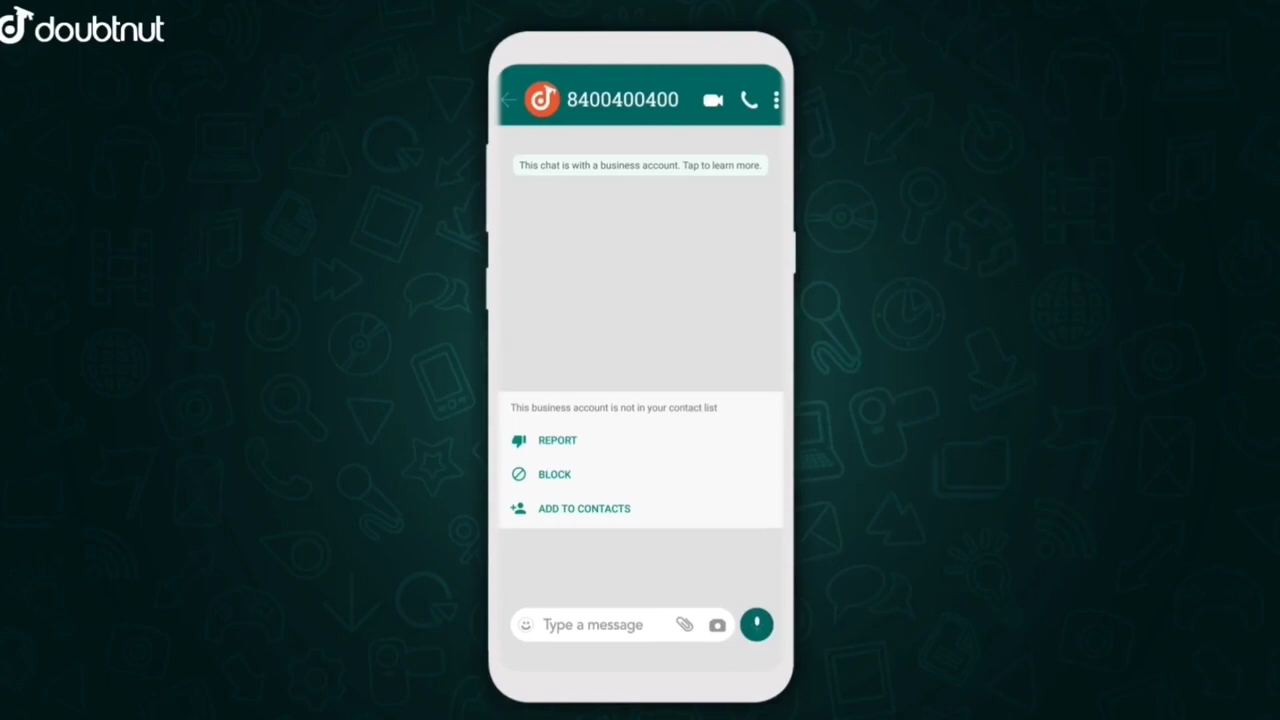 doubtnut
8400400400
This chat is with a business account. Tap to learn more.
This business account is not in your contact list
REPORT
BLOCK
ADD TO CONTACTS
Type a message